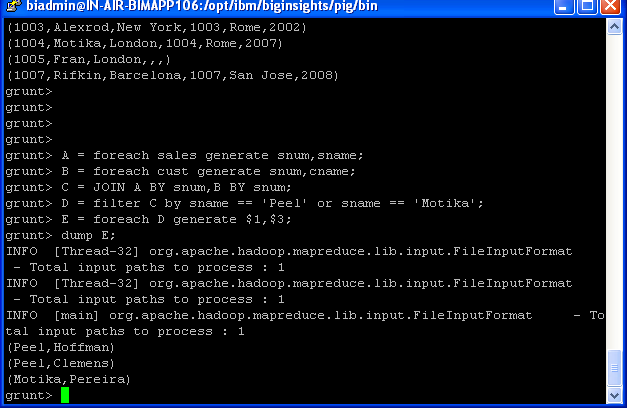 biadmin@IN-AIR-BIMAPP106:/opt/ibm/biginsights/pig/bin
(1003,Alexrod,New York,1003,Rome,2002)
(1004,Motika,London,1004,Rome,2007)
(1005,Fran,London,,,)
(1007,Rifkin,Barcelona,1007,San Jose,2008)
grunt>
grunt>
grunt>
grunt> A = foreach sales generate snum,sname;
grunt> B = foreach cust generate snum,cname;
grunt> C = JOIN A BY snum,B BY snum;
grunt> D = filter C by sname == 'Peel' or sname == 'Motika';
grunt> E = foreach D generate $1,$3;
grunt> dump E;
INFO  [Thread-32] org.apache.hadoop.mapreduce.lib.input.FileInputFormat
 - Total input paths to process : 1
INFO  [Thread-32] org.apache.hadoop.mapreduce.lib.input.FileInputFormat
 - Total input paths to process : 1
INFO  [main] org.apache.hadoop.mapreduce.lib.input.FileInputFormat     - To
tal input paths to process : 1
(Peel,Hoffman)
(Peel,Clemens)
(Motika,Pereira)
grunt>